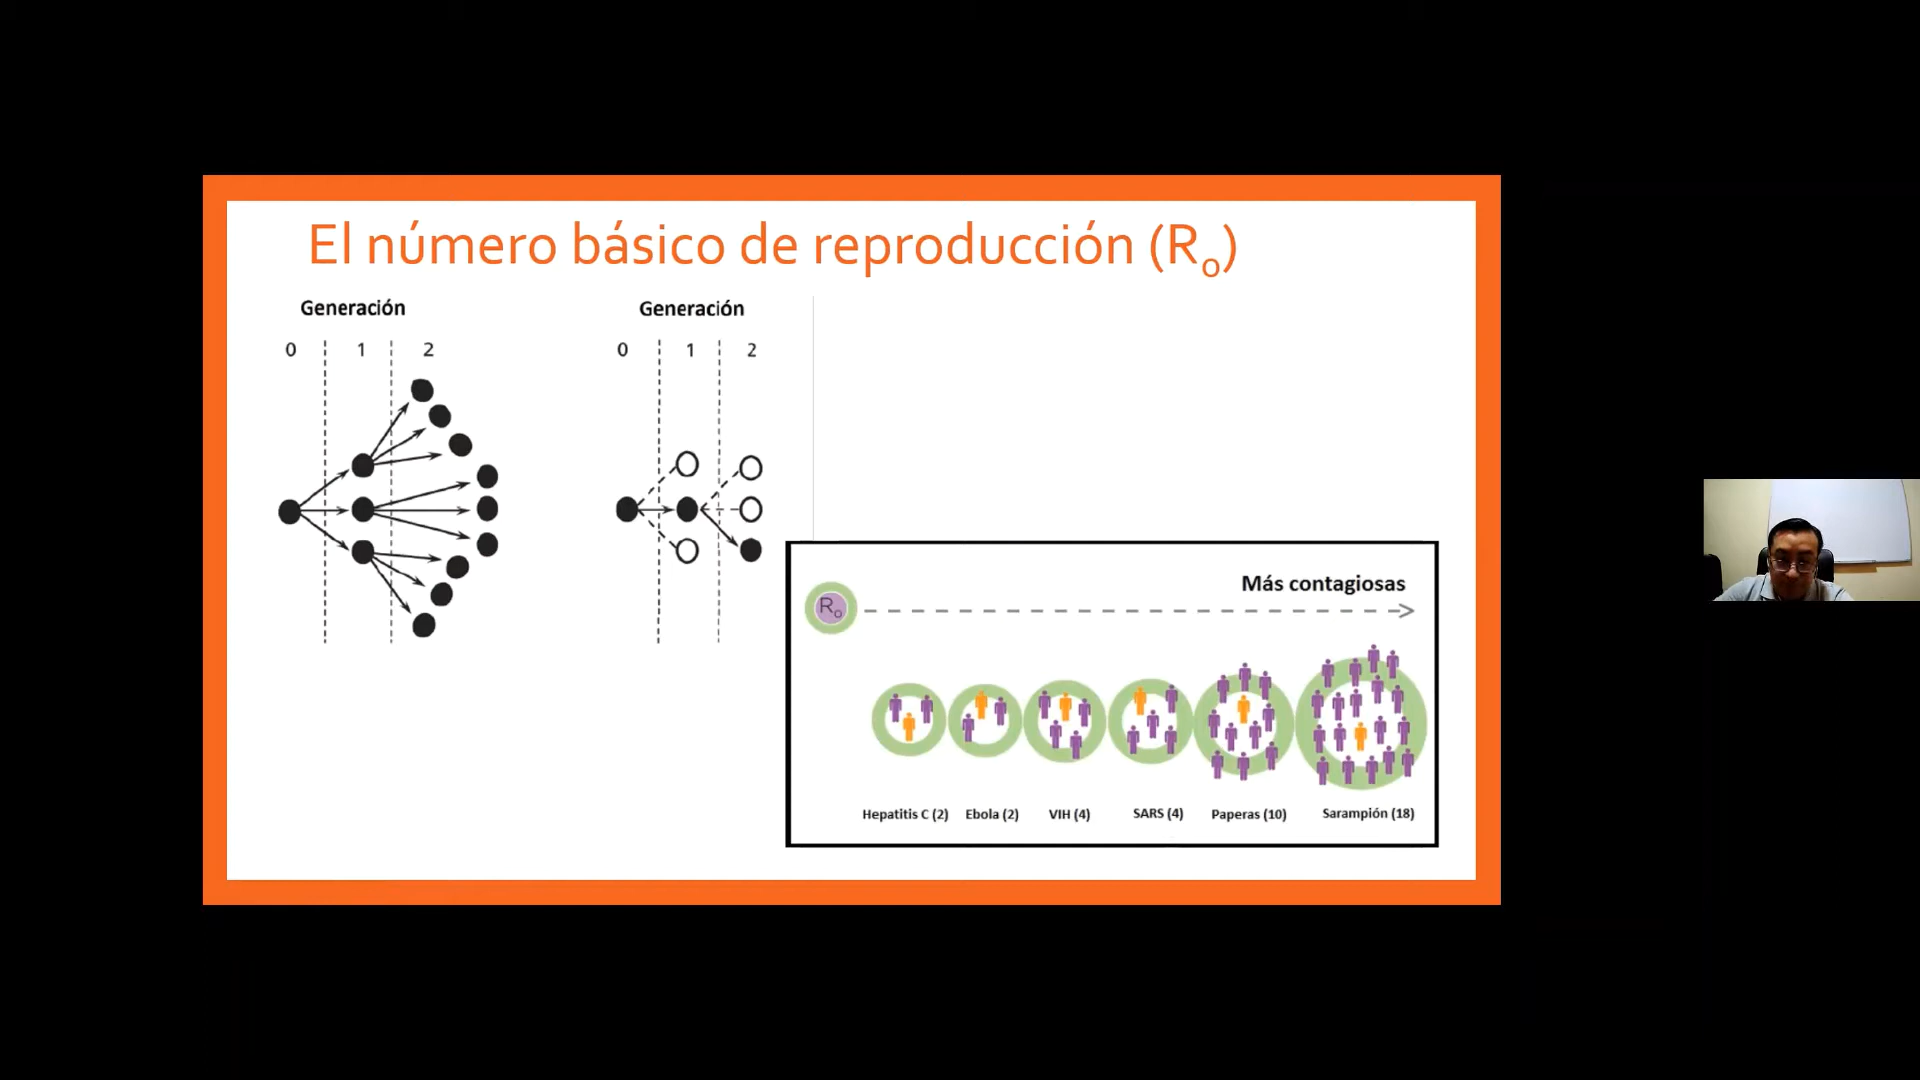 El número básico de reproducción (Ro)
Generación
0 1 2
Generación
0 1 2
Más contagiosas
Ro
Hepatitis C (2) Ebola (2) VIH (4) SARS (4) Paperas (10) Sarampión (18)